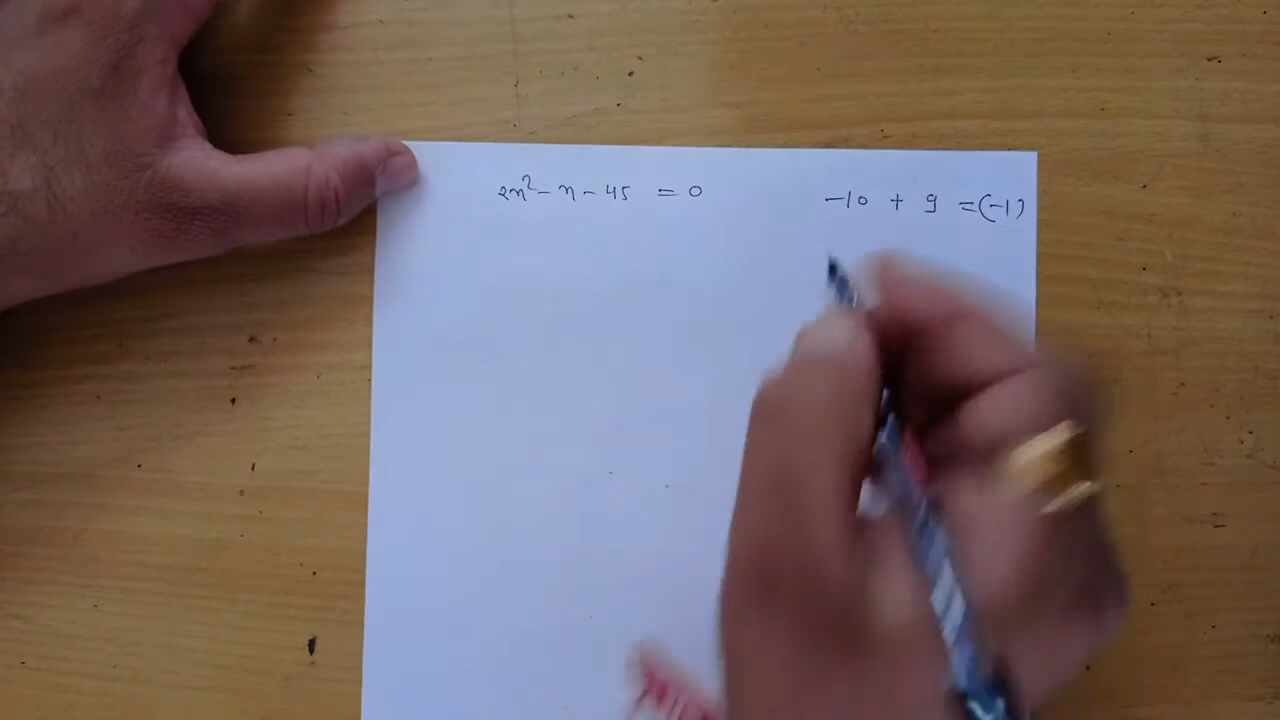 2x² - x - 45 = 0
-10 + 9 = (-1)